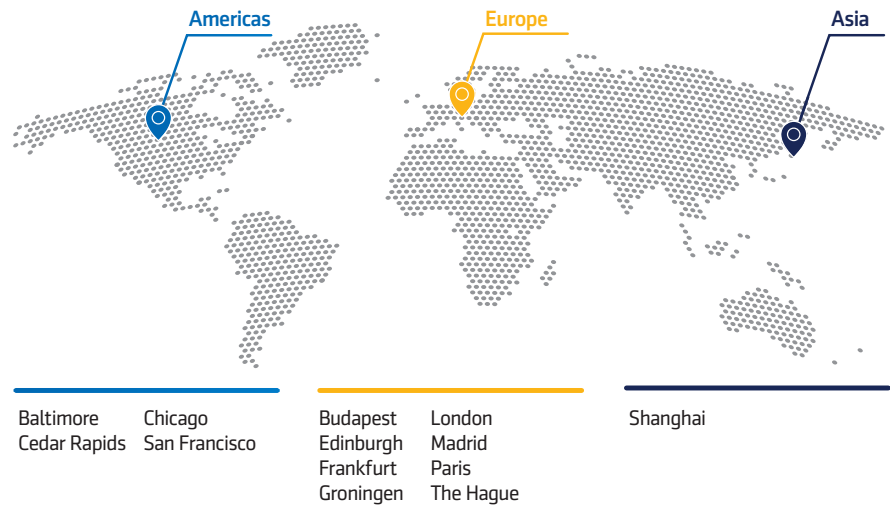 Americas
Europe
Asia
Baltimore Chicago
Cedar Rapids San Francisco
Budapest London
Edinburgh Madrid
Frankfurt Paris
Groningen The Hague
Shanghai